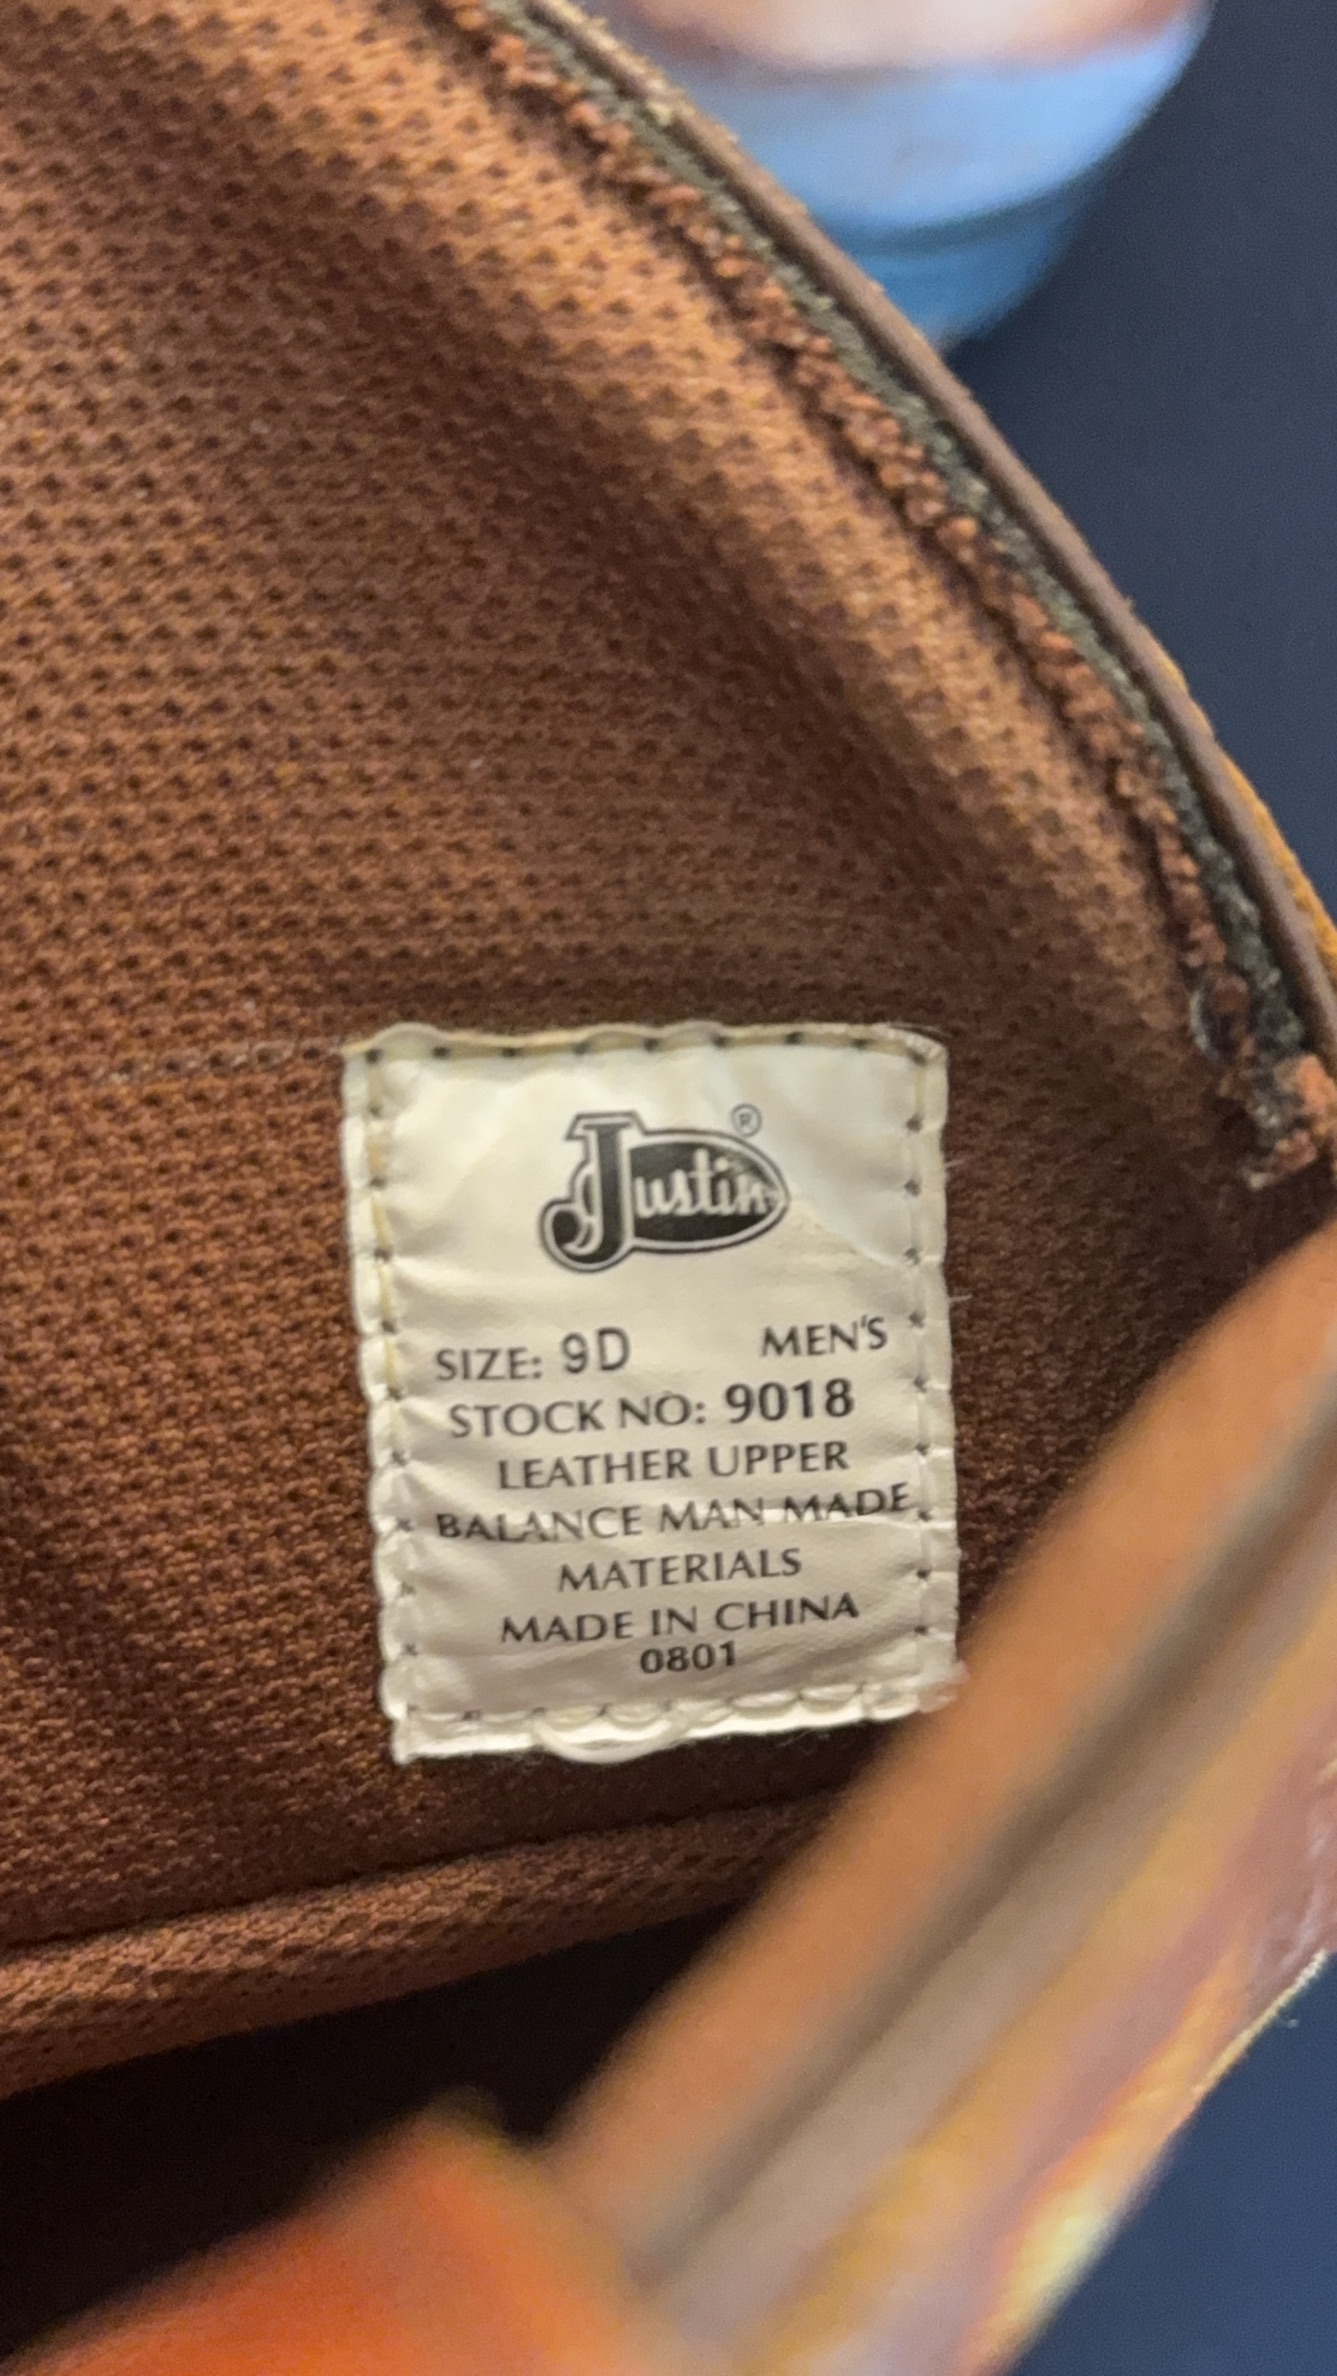 Justin®
SIZE: 9D MEN'S
STOCK NO: 9018
LEATHER UPPER
BALANCE MAN MADE
MATERIALS
MADE IN CHINA
0801